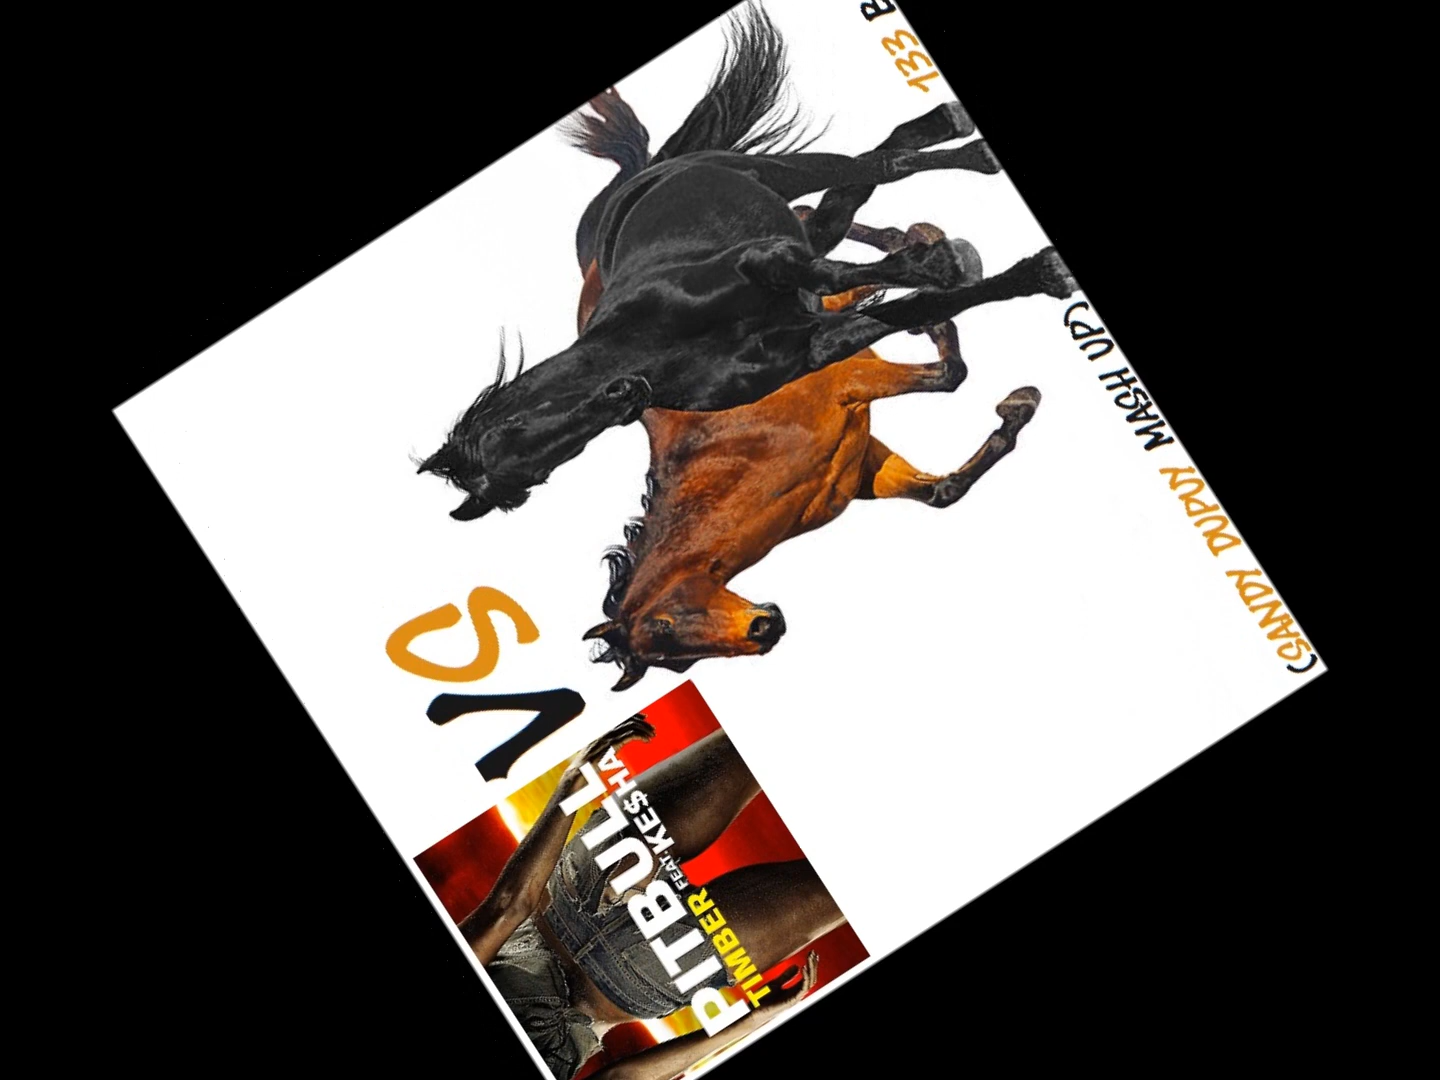 VS
PITBULL
FEAT. KE$HA
TIMBER
(SANDY DUPUY MASH UP)
133 B